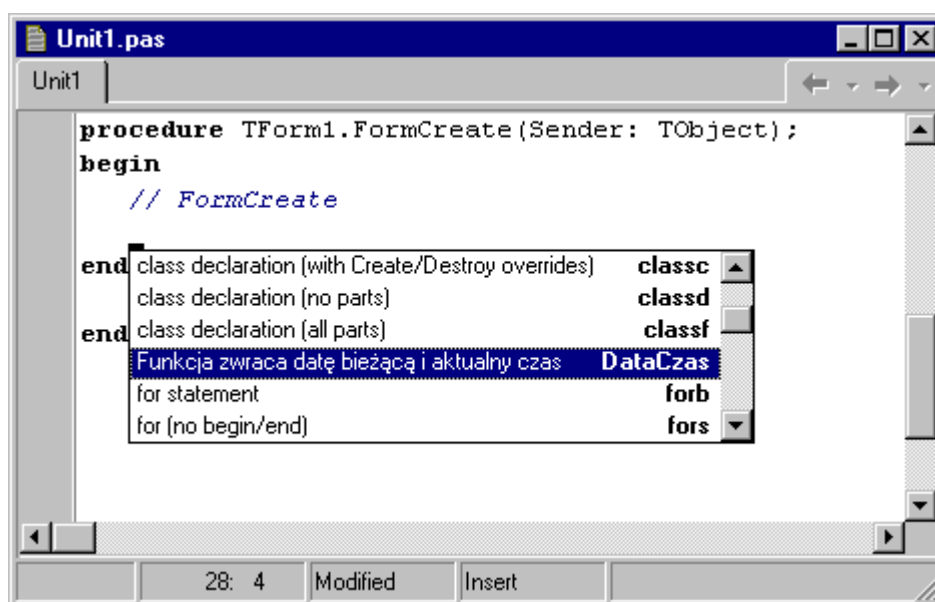 Unit1.pas
Unit1
procedure TForm1.FormCreate(Sender: TObject);
begin
// FormCreate
end
class declaration (with Create/Destroy overrides) classc
class declaration (no parts) classd
end
class declaration (all parts) classf
Funkcja zwraca datę bieżącą i aktualny czas DataCzas
for statement forb
for (no begin/end) fors
28: 4 Modified Insert